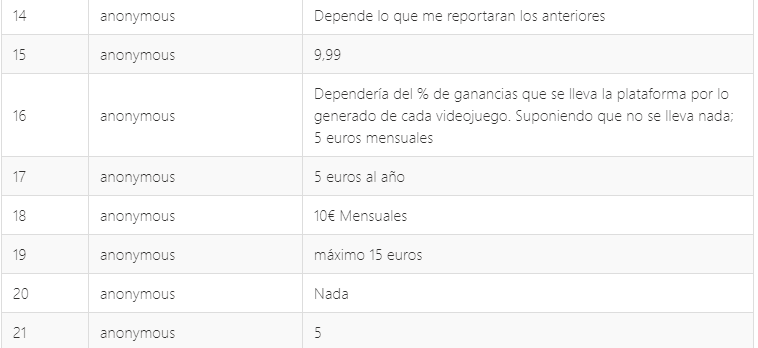 14 anonymous Depende lo que me reportaran los anteriores
15 anonymous 9,99
Dependería del % de ganancias que se lleva la plataforma por lo
16 anonymous generado de cada videojuego. Suponiendo que no se lleva nada;
5 euros mensuales
17 anonymous 5 euros al año
18 anonymous 10€ Mensuales
19 anonymous máximo 15 euros
20 anonymous Nada
21 anonymous 5